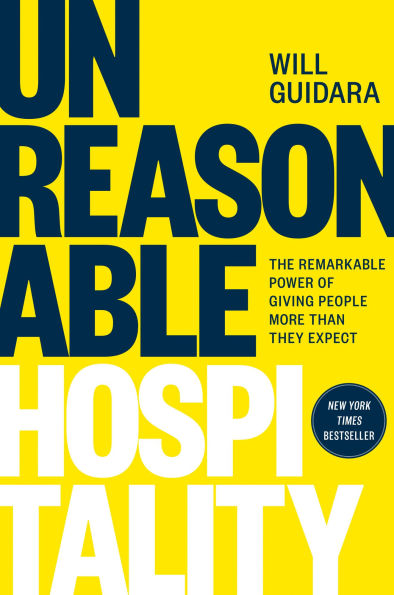 UN
REASON
ABLE
HOSPI
TALITY
WILL
GUIDARA
THE REMARKABLE
POWER OF
GIVING PEOPLE
MORE THAN
THEY EXPECT
NEW YORK
TIMES
BESTSELLER